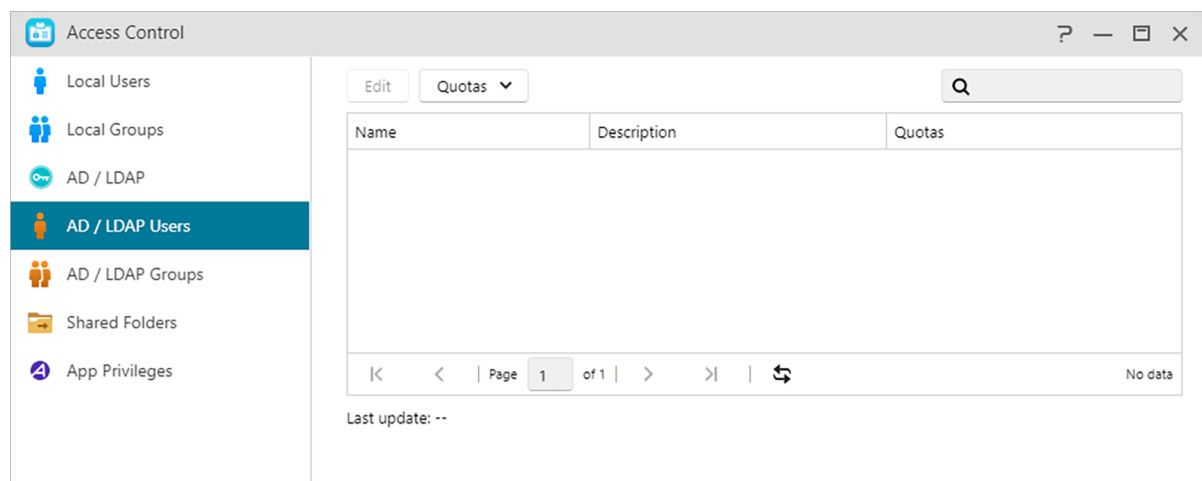 Access Control
Local Users
Local Groups
AD / LDAP
AD / LDAP Users
AD / LDAP Groups
Shared Folders
App Privileges
Edit Quotas
Name Description Quotas
Page 1 of 1 No data
Last update: --